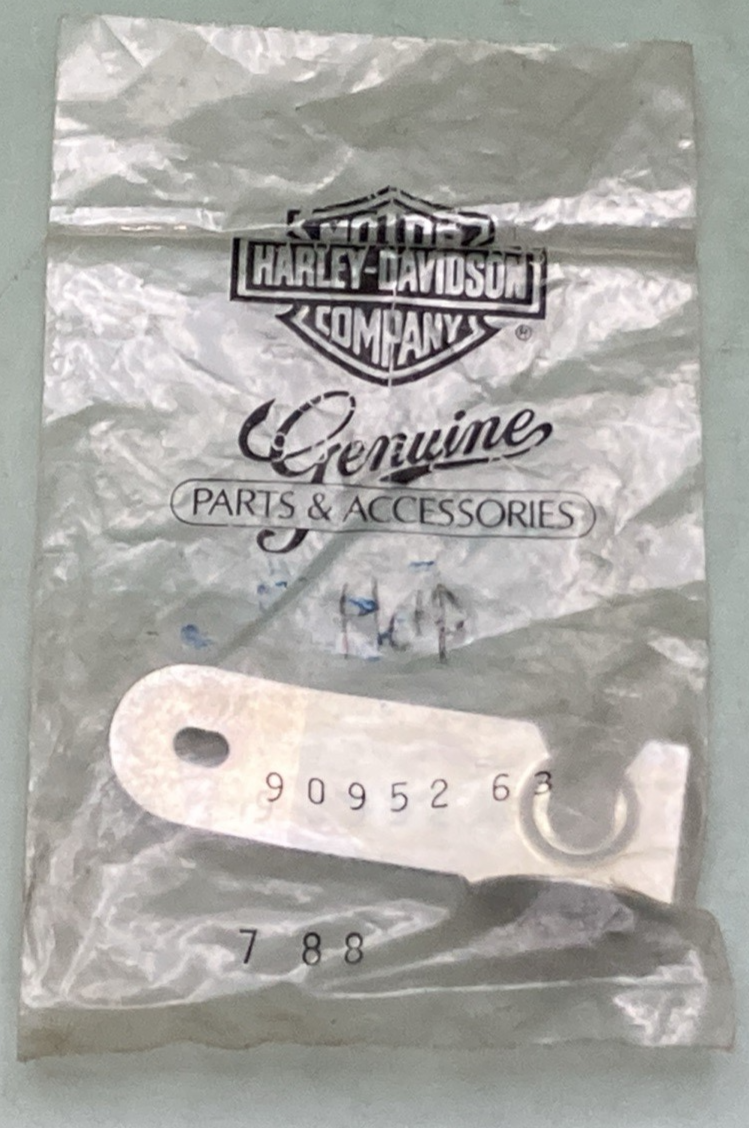 MOTOR
HARLEY-DAVIDSON
COMPANY
®
Genuine
PARTS & ACCESSORIES
90952 63
7 88